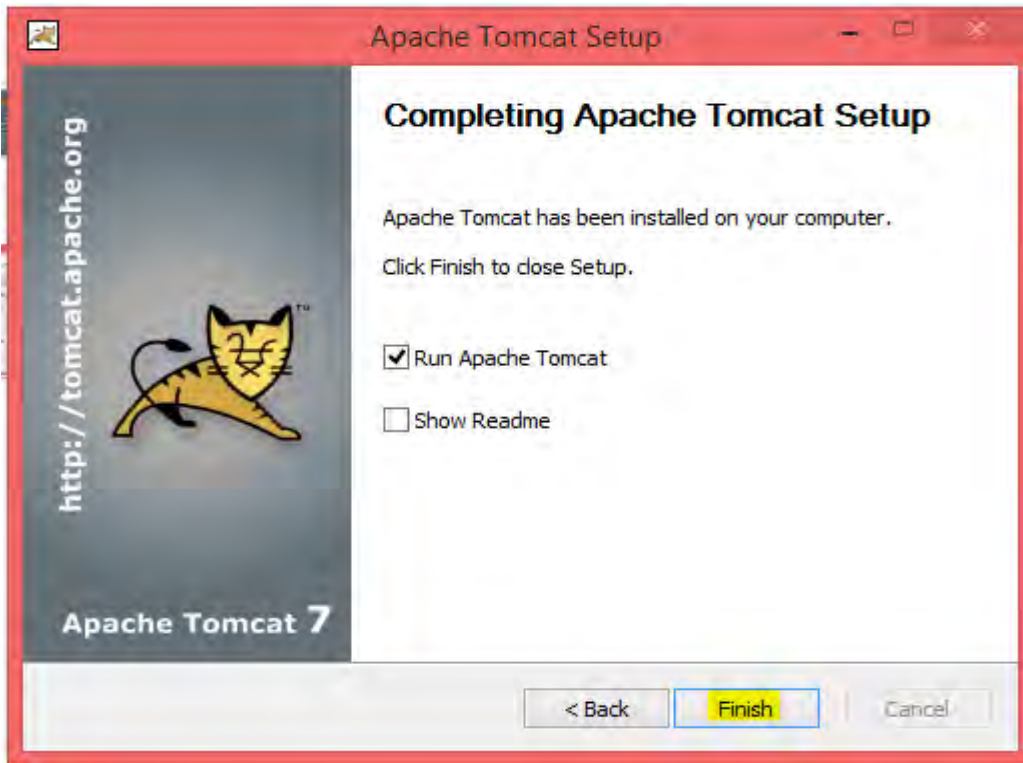 Apache Tomcat Setup
http://tomcat.apache.org
Completing Apache Tomcat Setup
Apache Tomcat has been installed on your computer.
Click Finish to close Setup.
Run Apache Tomcat
Show Readme
TM
Apache Tomcat 7
< Back
Finish
Cancel